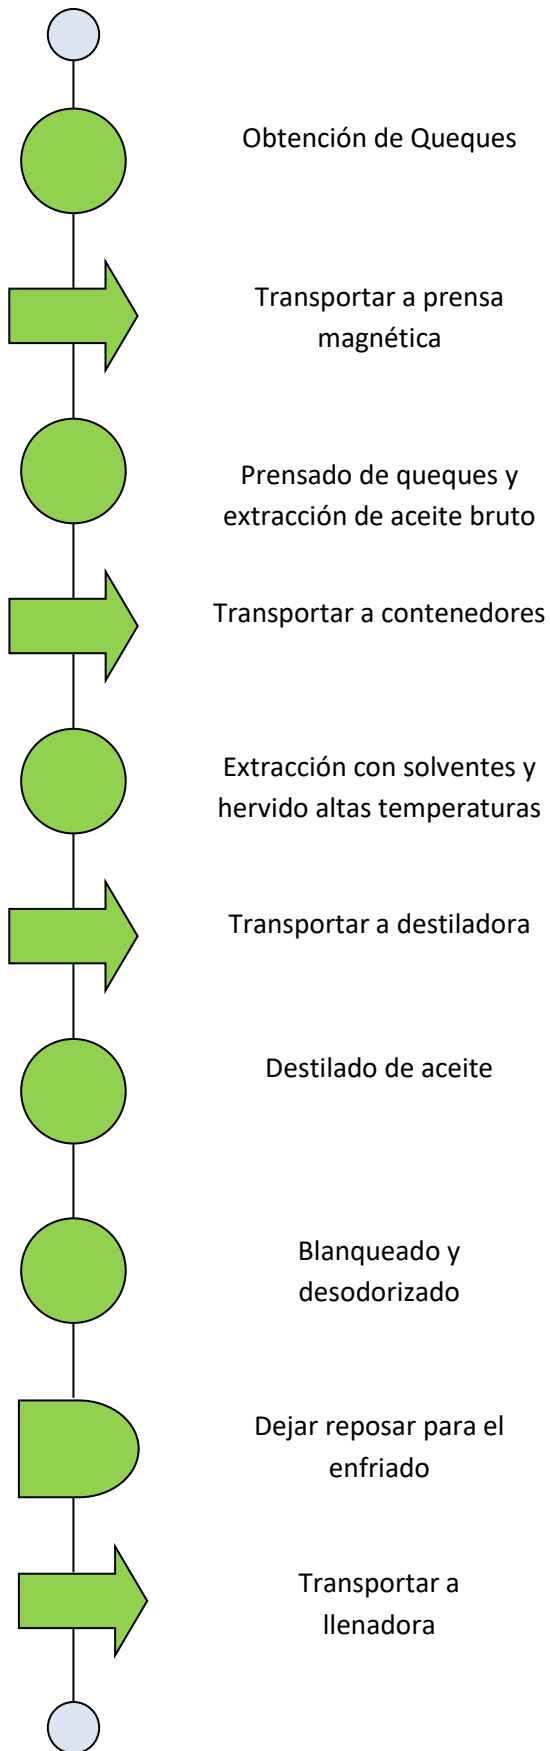 Obtención de Queques
Transportar a prensa
magnética
Prensado de queques y
extracción de aceite bruto
Transportar a contenedores
Extracción con solventes y
hervido altas temperaturas
Transportar a destiladora
Destilado de aceite
Blanqueado y
desodorizado
Dejar reposar para el
enfriado
Transportar a
llenadora